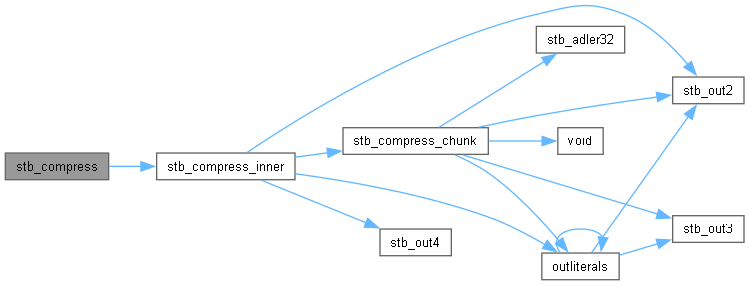 stb_adler32
stb_out2
stb_compress_chunk
void
stb_compress
stb_compress_inner
stb_out3
stb_out4
outliterals